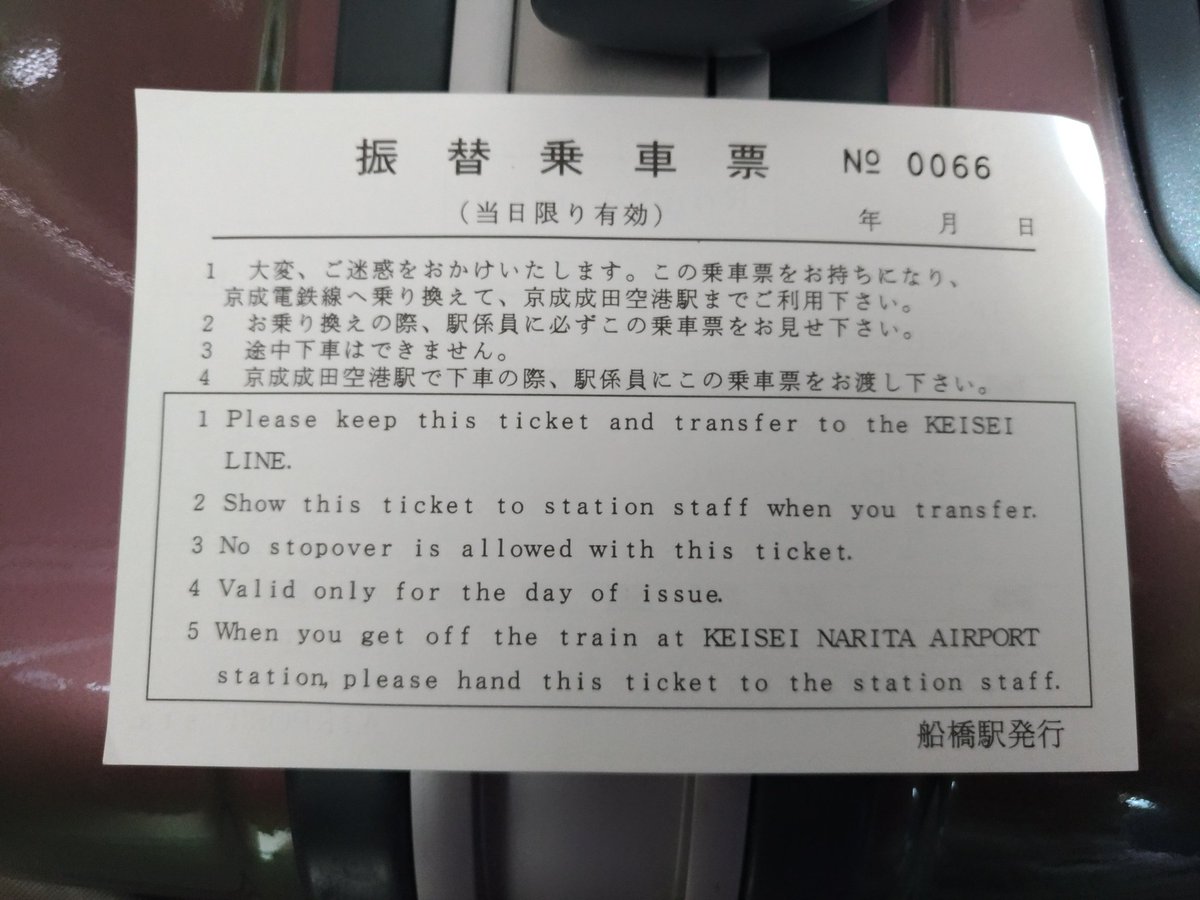 振替乗車票 № 0066
（当日限り有効） 年 月 日
1 大変、ご迷惑をおかけいたします。この乗車票をお持ちになり、
京成電鉄線へ乗り換えて、京成成田空港駅までご利用下さい。
2 お乗り換えの際、駅係員に必ずこの乗車票をお見せ下さい。
3 途中下車はできません。
4 京成成田空港駅で下車の際、駅係員にこの乗車票をお渡し下さい。
1 Please keep this ticket and transfer to the KEISEI
LINE.
2 Show this ticket to station staff when you transfer.
3 No stopover is allowed with this ticket.
4 Valid only for the day of issue.
5 When you get off the train at KEISEI NARITA AIRPORT
station, please hand this ticket to the station staff.
船橋駅発行